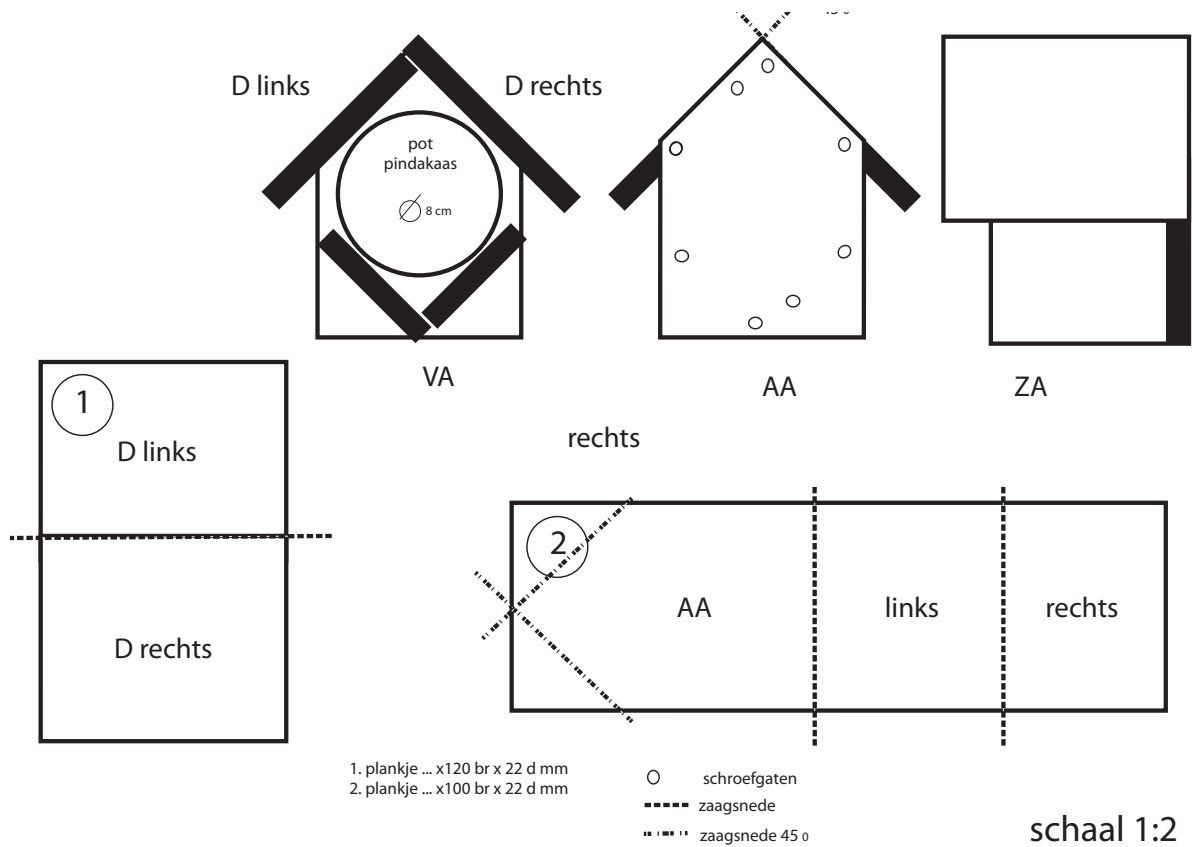 D links
D rechts
pot
pindakaas
8 cm
VA
AA
ZA
1
D links
D rechts
rechts
2
AA
links
rechts
1. plankje ... x120 br x 22 d mm
2. plankje ... x100 br x 22 d mm
schroefgaten
zaagsnede
zaagsnede 45 0
schaal 1:2